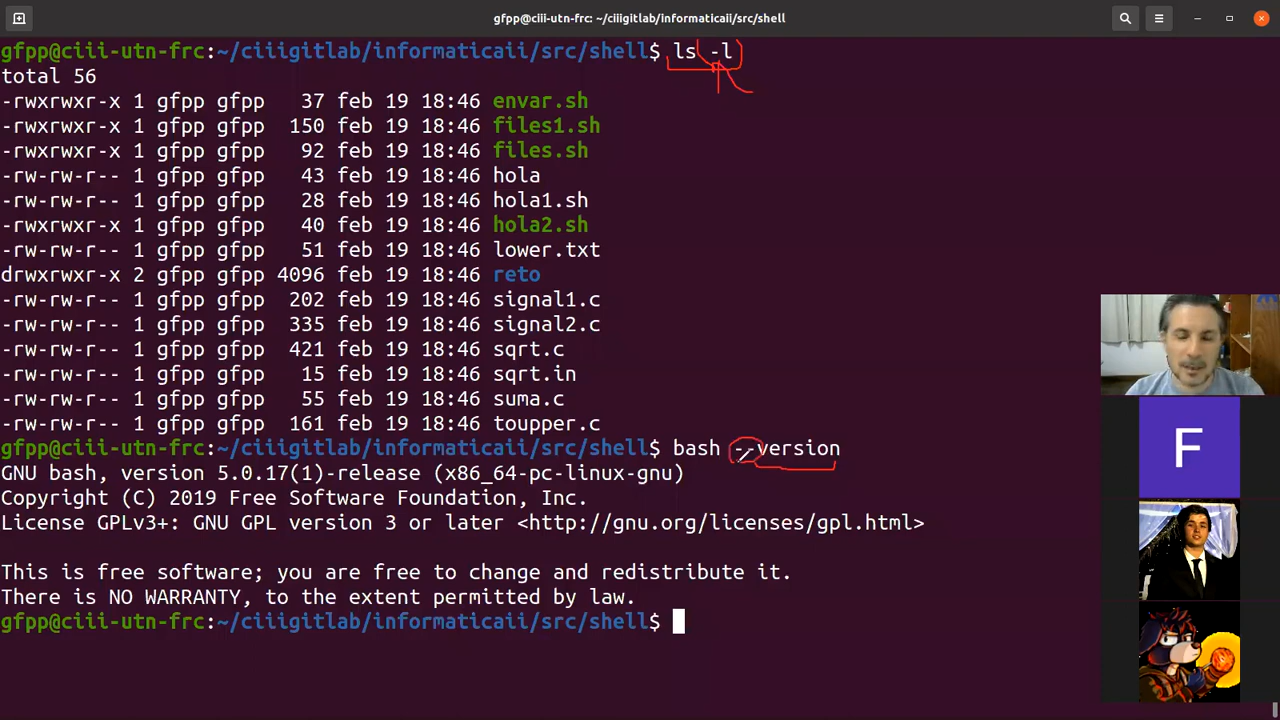 gfpp@ciii-utn-frc: ~/ciiigitlab/informaticaii/src/shell
gfpp@ciii-utn-frc:~/ciiigitlab/informaticaii/src/shell$ ls -l
total 56
-rwxrwxr-x 1 gfpp gfpp   37 feb 19 18:46 envar.sh
-rwxrwxr-x 1 gfpp gfpp  150 feb 19 18:46 files1.sh
-rwxrwxr-x 1 gfpp gfpp   92 feb 19 18:46 files.sh
-rw-rw-r-- 1 gfpp gfpp   43 feb 19 18:46 hola
-rw-rw-r-- 1 gfpp gfpp   28 feb 19 18:46 hola1.sh
-rwxrwxr-x 1 gfpp gfpp   40 feb 19 18:46 hola2.sh
-rw-rw-r-- 1 gfpp gfpp   51 feb 19 18:46 lower.txt
drwxrwxr-x 2 gfpp gfpp 4096 feb 19 18:46 reto
-rw-rw-r-- 1 gfpp gfpp  202 feb 19 18:46 signal1.c
-rw-rw-r-- 1 gfpp gfpp  335 feb 19 18:46 signal2.c
-rw-rw-r-- 1 gfpp gfpp  421 feb 19 18:46 sqrt.c
-rw-rw-r-- 1 gfpp gfpp   15 feb 19 18:46 sqrt.in
-rw-rw-r-- 1 gfpp gfpp   55 feb 19 18:46 suma.c
-rw-rw-r-- 1 gfpp gfpp  161 feb 19 18:46 toupper.c
gfpp@ciii-utn-frc:~/ciiigitlab/informaticaii/src/shell$ bash --version
GNU bash, version 5.0.17(1)-release (x86_64-pc-linux-gnu)
Copyright (C) 2019 Free Software Foundation, Inc.
License GPLv3+: GNU GPL version 3 or later <http://gnu.org/licenses/gpl.html>
This is free software; you are free to change and redistribute it.
There is NO WARRANTY, to the extent permitted by law.
gfpp@ciii-utn-frc:~/ciiigitlab/informaticaii/src/shell$
F